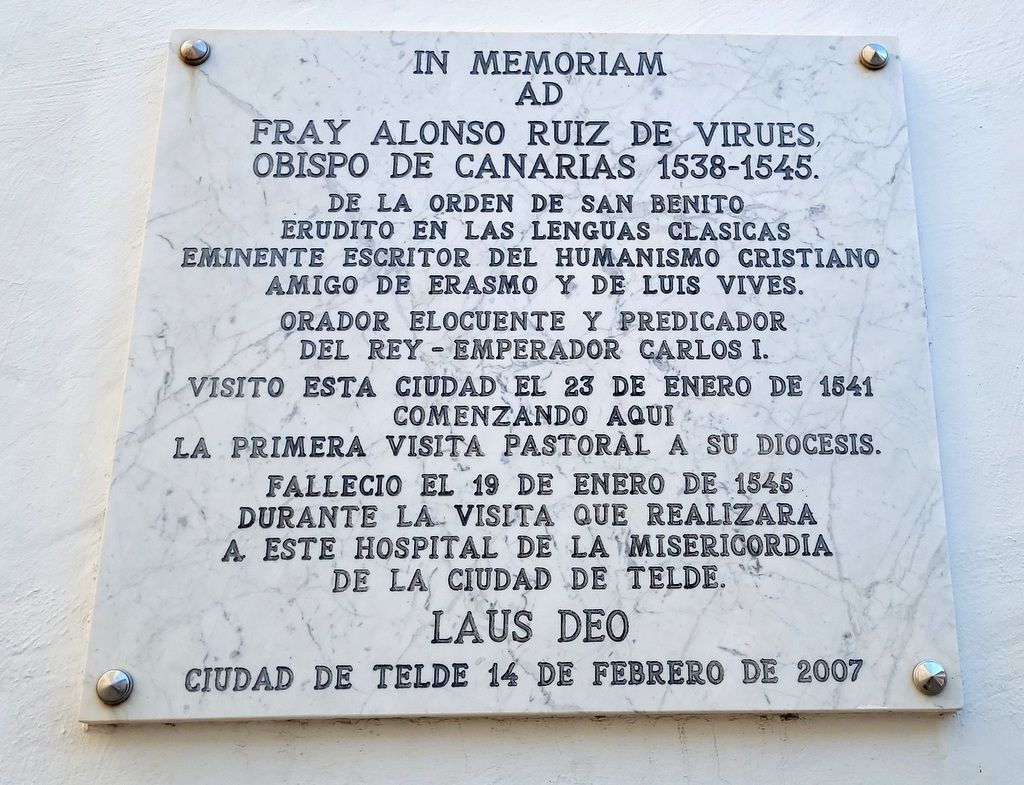 IN MEMORIAM
AD
FRAY ALONSO RUIZ DE VIRUES,
OBISPO DE CANARIAS 1538-1545.
DE LA ORDEN DE SAN BENITO
ERUDITO EN LAS LENGUAS CLASICAS
EMINENTE ESCRITOR DEL HUMANISMO CRISTIANO
AMIGO DE ERASMO Y DE LUIS VIVES.
ORADOR ELOCUENTE Y PREDICADOR
DEL REY - EMPERADOR CARLOS I.
VISITO ESTA CIUDAD EL 23 DE ENERO DE 1541
COMENZANDO AQUI
LA PRIMERA VISITA PASTORAL A SU DIOCESIS.
FALLECIO EL 19 DE ENERO DE 1545
DURANTE LA VISITA QUE REALIZARA
A ESTE HOSPITAL DE LA MISERICORDIA
DE LA CIUDAD DE TELDE.
LAUS DEO
CIUDAD DE TELDE 14 DE FEBRERO DE 2007